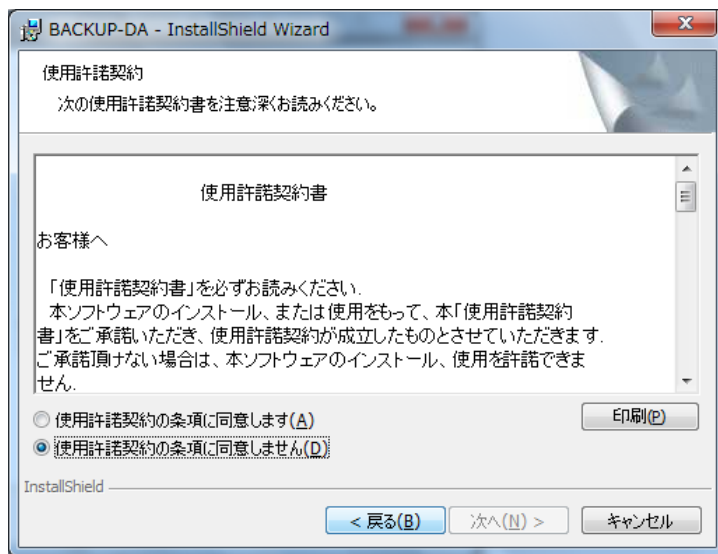 BACKUP-DA - InstallShield Wizard
使用許諾契約
次の使用許諾契約書を注意深くお読みください。
使用許諾契約書
お客様へ
「使用許諾契約書」を必ずお読みください.
本ソフトウェアのインストール、または使用をもって、本「使用許諾契約
書」をご承諾いただき、使用許諾契約が成立したものとさせていただきます.
ご承諾頂けない場合は、本ソフトウェアのインストール、使用を許諾できま
せん.
使用許諾契約の条項に同意します(A)
印刷(P)
使用許諾契約の条項に同意しません(D)
InstallShield
< 戻る(B)
次へ(N) >
キャンセル